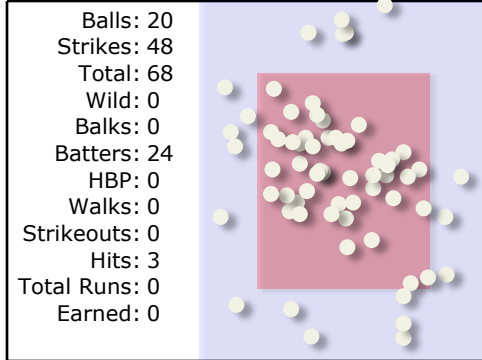 Balls: 20
Strikes: 48
Total: 68
Wild: 0
Balks: 0
Batters: 24
HBP: 0
Walks: 0
Strikeouts: 0
Hits: 3
Total Runs: 0
Earned: 0